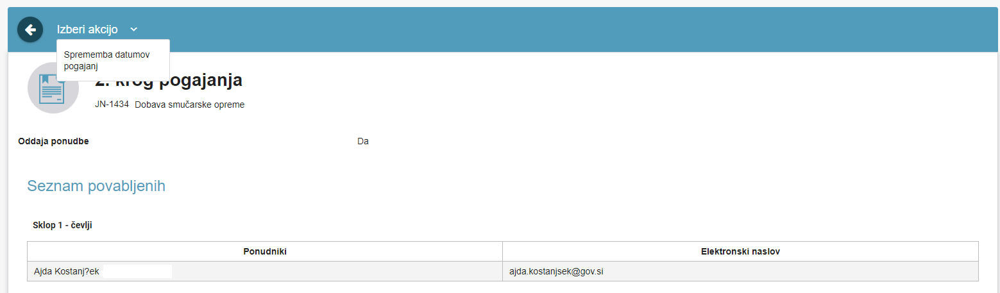 Izberi akcijo
Sprememba datumov
pogajanj
2. krog pogajanja
JN-1434 Dobava smučarske opreme
Oddaja ponudbe Da
Seznam povabljenih
Sklop 1 - čevlji
Ponudniki Elektronski naslov
Ajda Kostanj?ek ajda.kostanjsek@gov.si